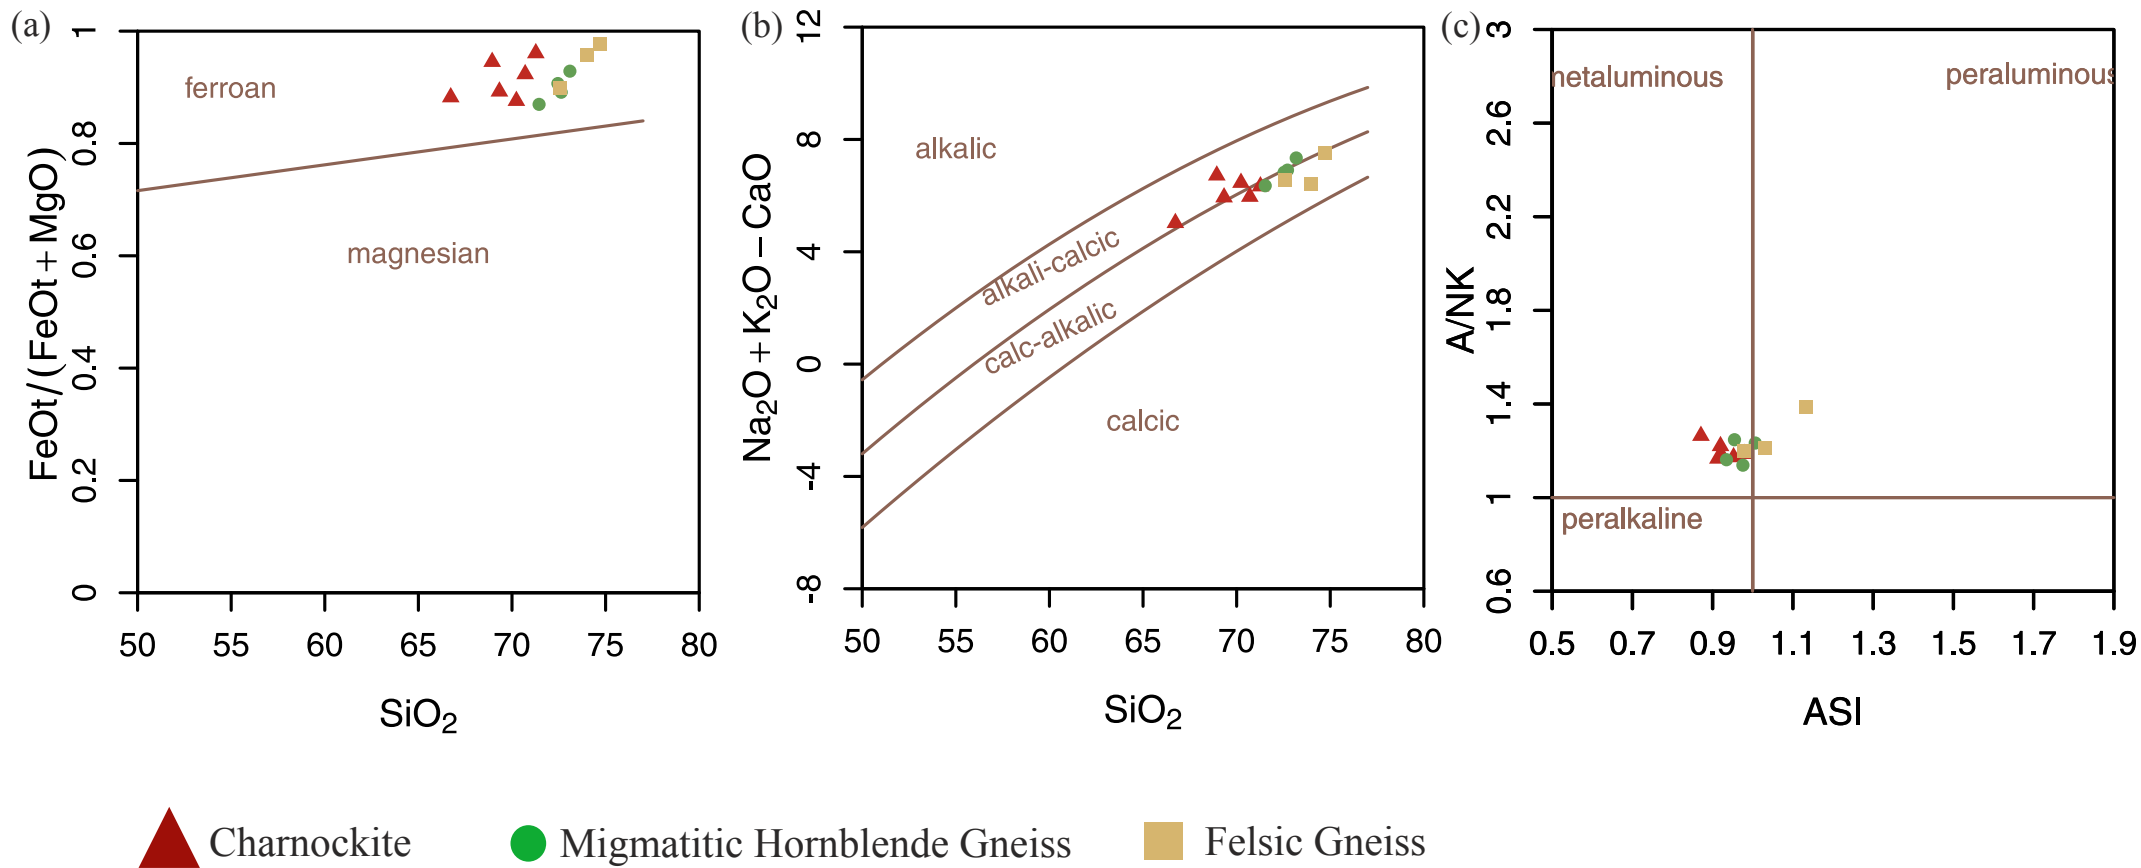 (a)
FeOt/(FeOt+MgO)
1
0.8
0.6
0.4
0.2
0
ferroan
magnesian
50 55 60 65 70 75 80
SiO₂
(b)
Na₂O+K₂O−CaO
12
8
4
0
-4
-8
alkalic
alkali-calcic
calc-alkalic
calcic
50 55 60 65 70 75 80
SiO₂
(c)
A/NK
3
2.6
2.2
1.8
1.4
1
0.6
netaluminous
peraluminous
peralkaline
0.5 0.7 0.9 1.1 1.3 1.5 1.7 1.9
ASI
Charnockite
Migmatitic Hornblende Gneiss
Felsic Gneiss